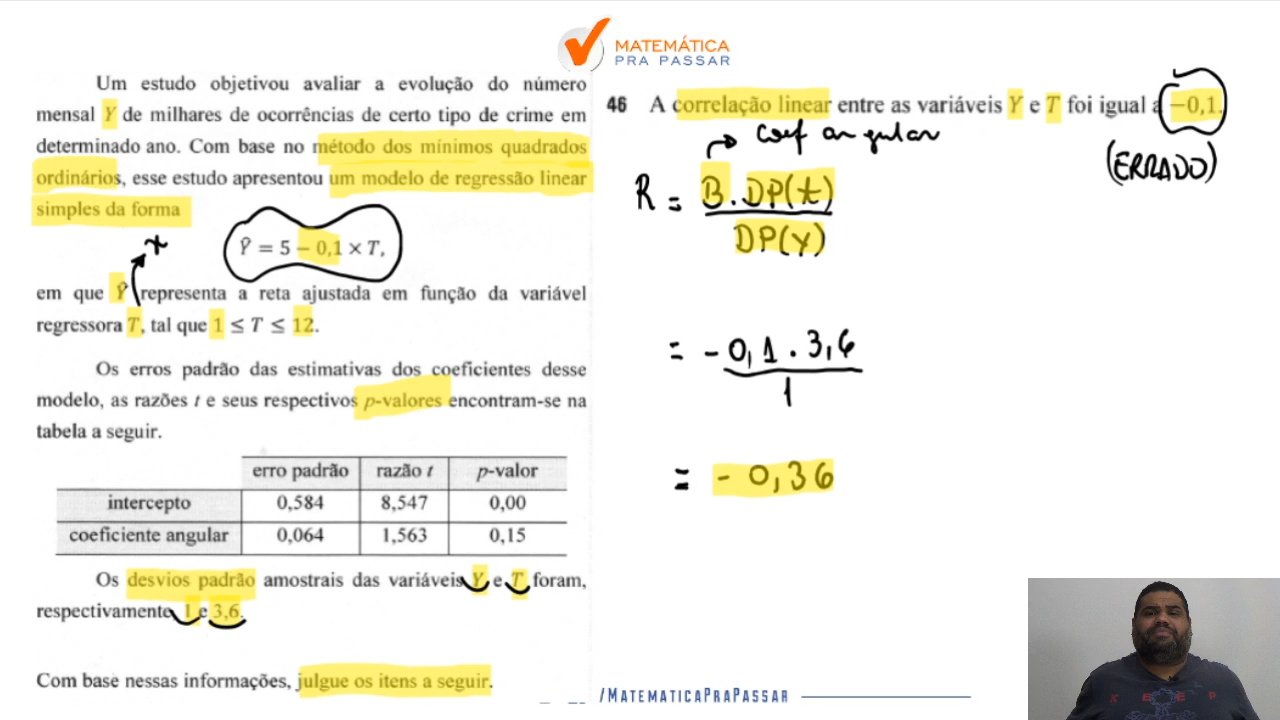 MATEMÁTICA
PRA PASSAR
Um estudo objetivou avaliar a evolução do número
mensal Y de milhares de ocorrências de certo tipo de crime em
determinado ano. Com base no método dos mínimos quadrados
ordinários, esse estudo apresentou um modelo de regressão linear
simples da forma
x
Ŷ = 5 − 0,1 × T,
em que Ŷ representa a reta ajustada em função da variável
regressora T, tal que 1 ≤ T ≤ 12.
Os erros padrão das estimativas dos coeficientes desse
modelo, as razões t e seus respectivos p-valores encontram-se na
tabela a seguir.
erro padrão razão t p-valor
intercepto 0,584 8,547 0,00
coeficiente angular 0,064 1,563 0,15
Os desvios padrão amostrais das variáveis Y e T foram,
respectivamente 1 e 3,6.
Com base nessas informações, julgue os itens a seguir.
46 A correlação linear entre as variáveis Y e T foi igual a −0,1.
(ERRADO)
coef angular
R = B . DP(t)
DP(Y)
= - 0,1 . 3,6
1
= - 0,36
/MATEMATICAPRAPASSAR